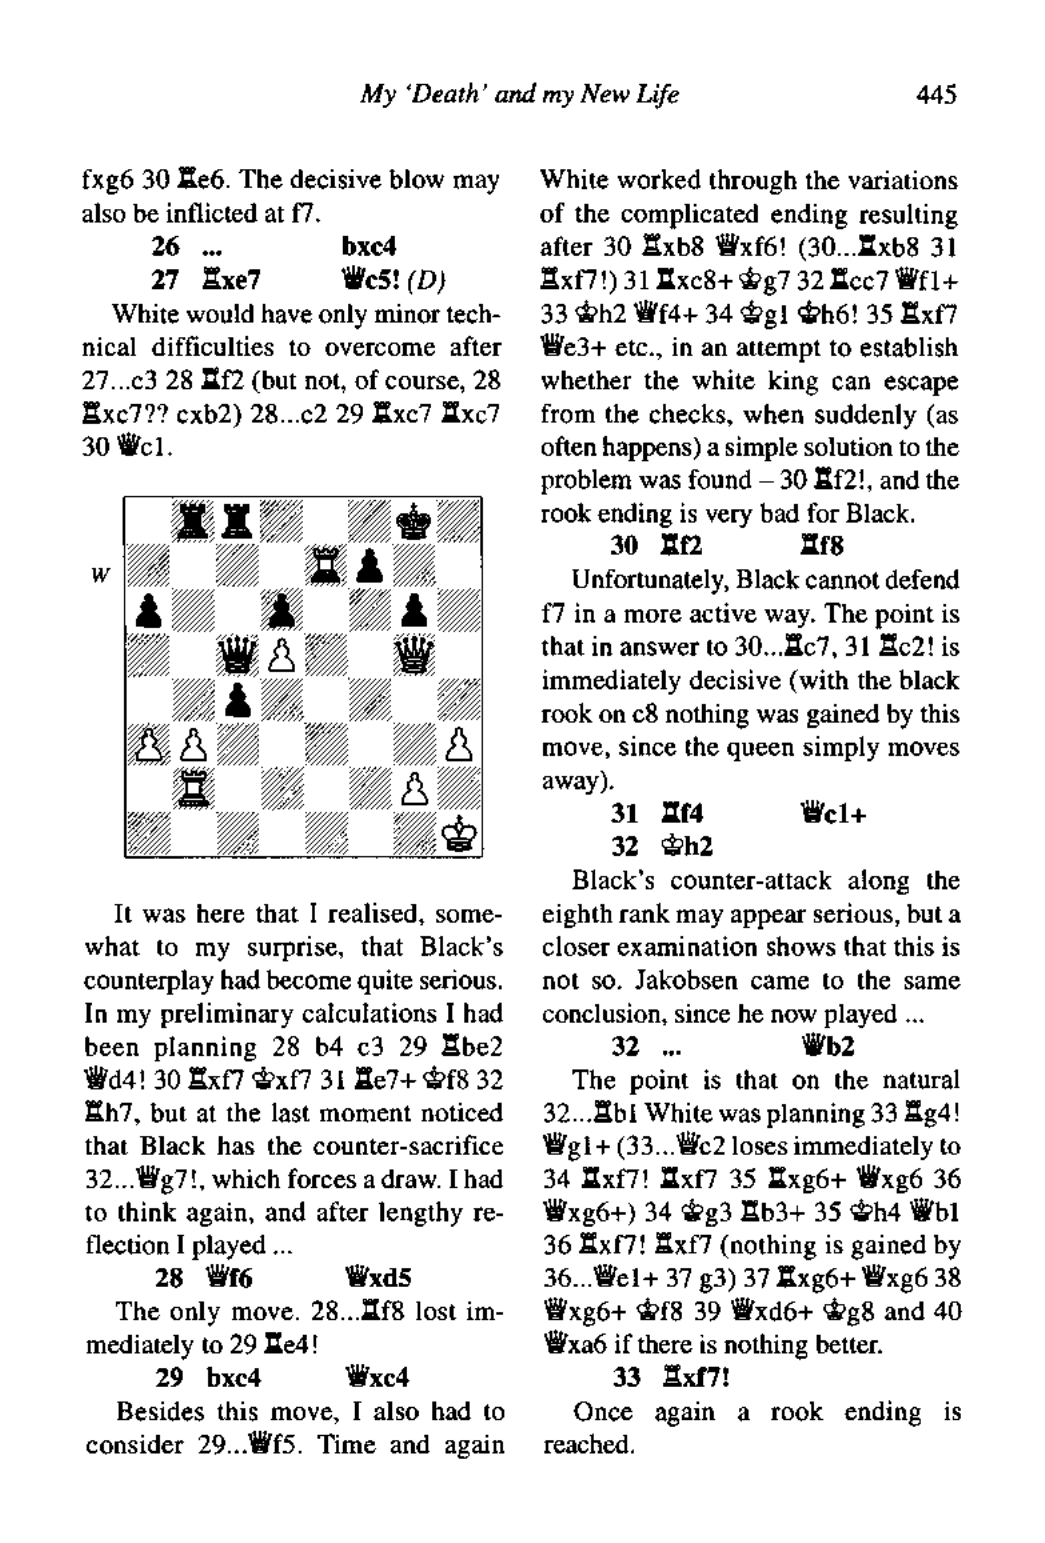 My ‘Death’ and my New Life 445
fxg6 30 ♖e6. The decisive blow may
also be inflicted at f7.
26 ... bxc4
27 ♖xe7 ♕c5! (D)
White would have only minor tech-
nical difficulties to overcome after
27...c3 28 ♖f2 (but not, of course, 28
♖xc7?? cxb2) 28...c2 29 ♖xc7 ♖xc7
30 ♕c1.
W
It was here that I realised, some-
what to my surprise, that Black's
counterplay had become quite serious.
In my preliminary calculations I had
been planning 28 b4 c3 29 ♖be2
♕d4! 30 ♖xf7 ♔xf7 31 ♖e7+ ♔f8 32
♖h7, but at the last moment noticed
that Black has the counter-sacrifice
32...♕g7!, which forces a draw. I had
to think again, and after lengthy re-
flection I played ...
28 ♕f6 ♕xd5
The only move. 28...♖f8 lost im-
mediately to 29 ♖e4!
29 bxc4 ♕xc4
Besides this move, I also had to
consider 29...♕f5. Time and again
White worked through the variations
of the complicated ending resulting
after 30 ♖xb8 ♕xf6! (30...♖xb8 31
♖xf7!) 31 ♖xc8+ ♔g7 32 ♖cc7 ♕f1+
33 ♔h2 ♕f4+ 34 ♔g1 ♔h6! 35 ♖xf7
♕e3+ etc., in an attempt to establish
whether the white king can escape
from the checks, when suddenly (as
often happens) a simple solution to the
problem was found – 30 ♖f2!, and the
rook ending is very bad for Black.
30 ♖f2 ♖f8
Unfortunately, Black cannot defend
f7 in a more active way. The point is
that in answer to 30...♖c7, 31 ♖c2! is
immediately decisive (with the black
rook on c8 nothing was gained by this
move, since the queen simply moves
away).
31 ♖f4 ♕c1+
32 ♔h2
Black's counter-attack along the
eighth rank may appear serious, but a
closer examination shows that this is
not so. Jakobsen came to the same
conclusion, since he now played ...
32 ... ♕b2
The point is that on the natural
32...♖b1 White was planning 33 ♖g4!
♕g1+ (33...♕c2 loses immediately to
34 ♖xf7! ♖xf7 35 ♖xg6+ ♕xg6 36
♕xg6+) 34 ♔g3 ♖b3+ 35 ♔h4 ♕b1
36 ♖xf7! ♖xf7 (nothing is gained by
36...♕e1+ 37 g3) 37 ♖xg6+ ♕xg6 38
♕xg6+ ♔f8 39 ♕xd6+ ♔g8 and 40
♕xa6 if there is nothing better.
33 ♖xf7!
Once again a rook ending is
reached.